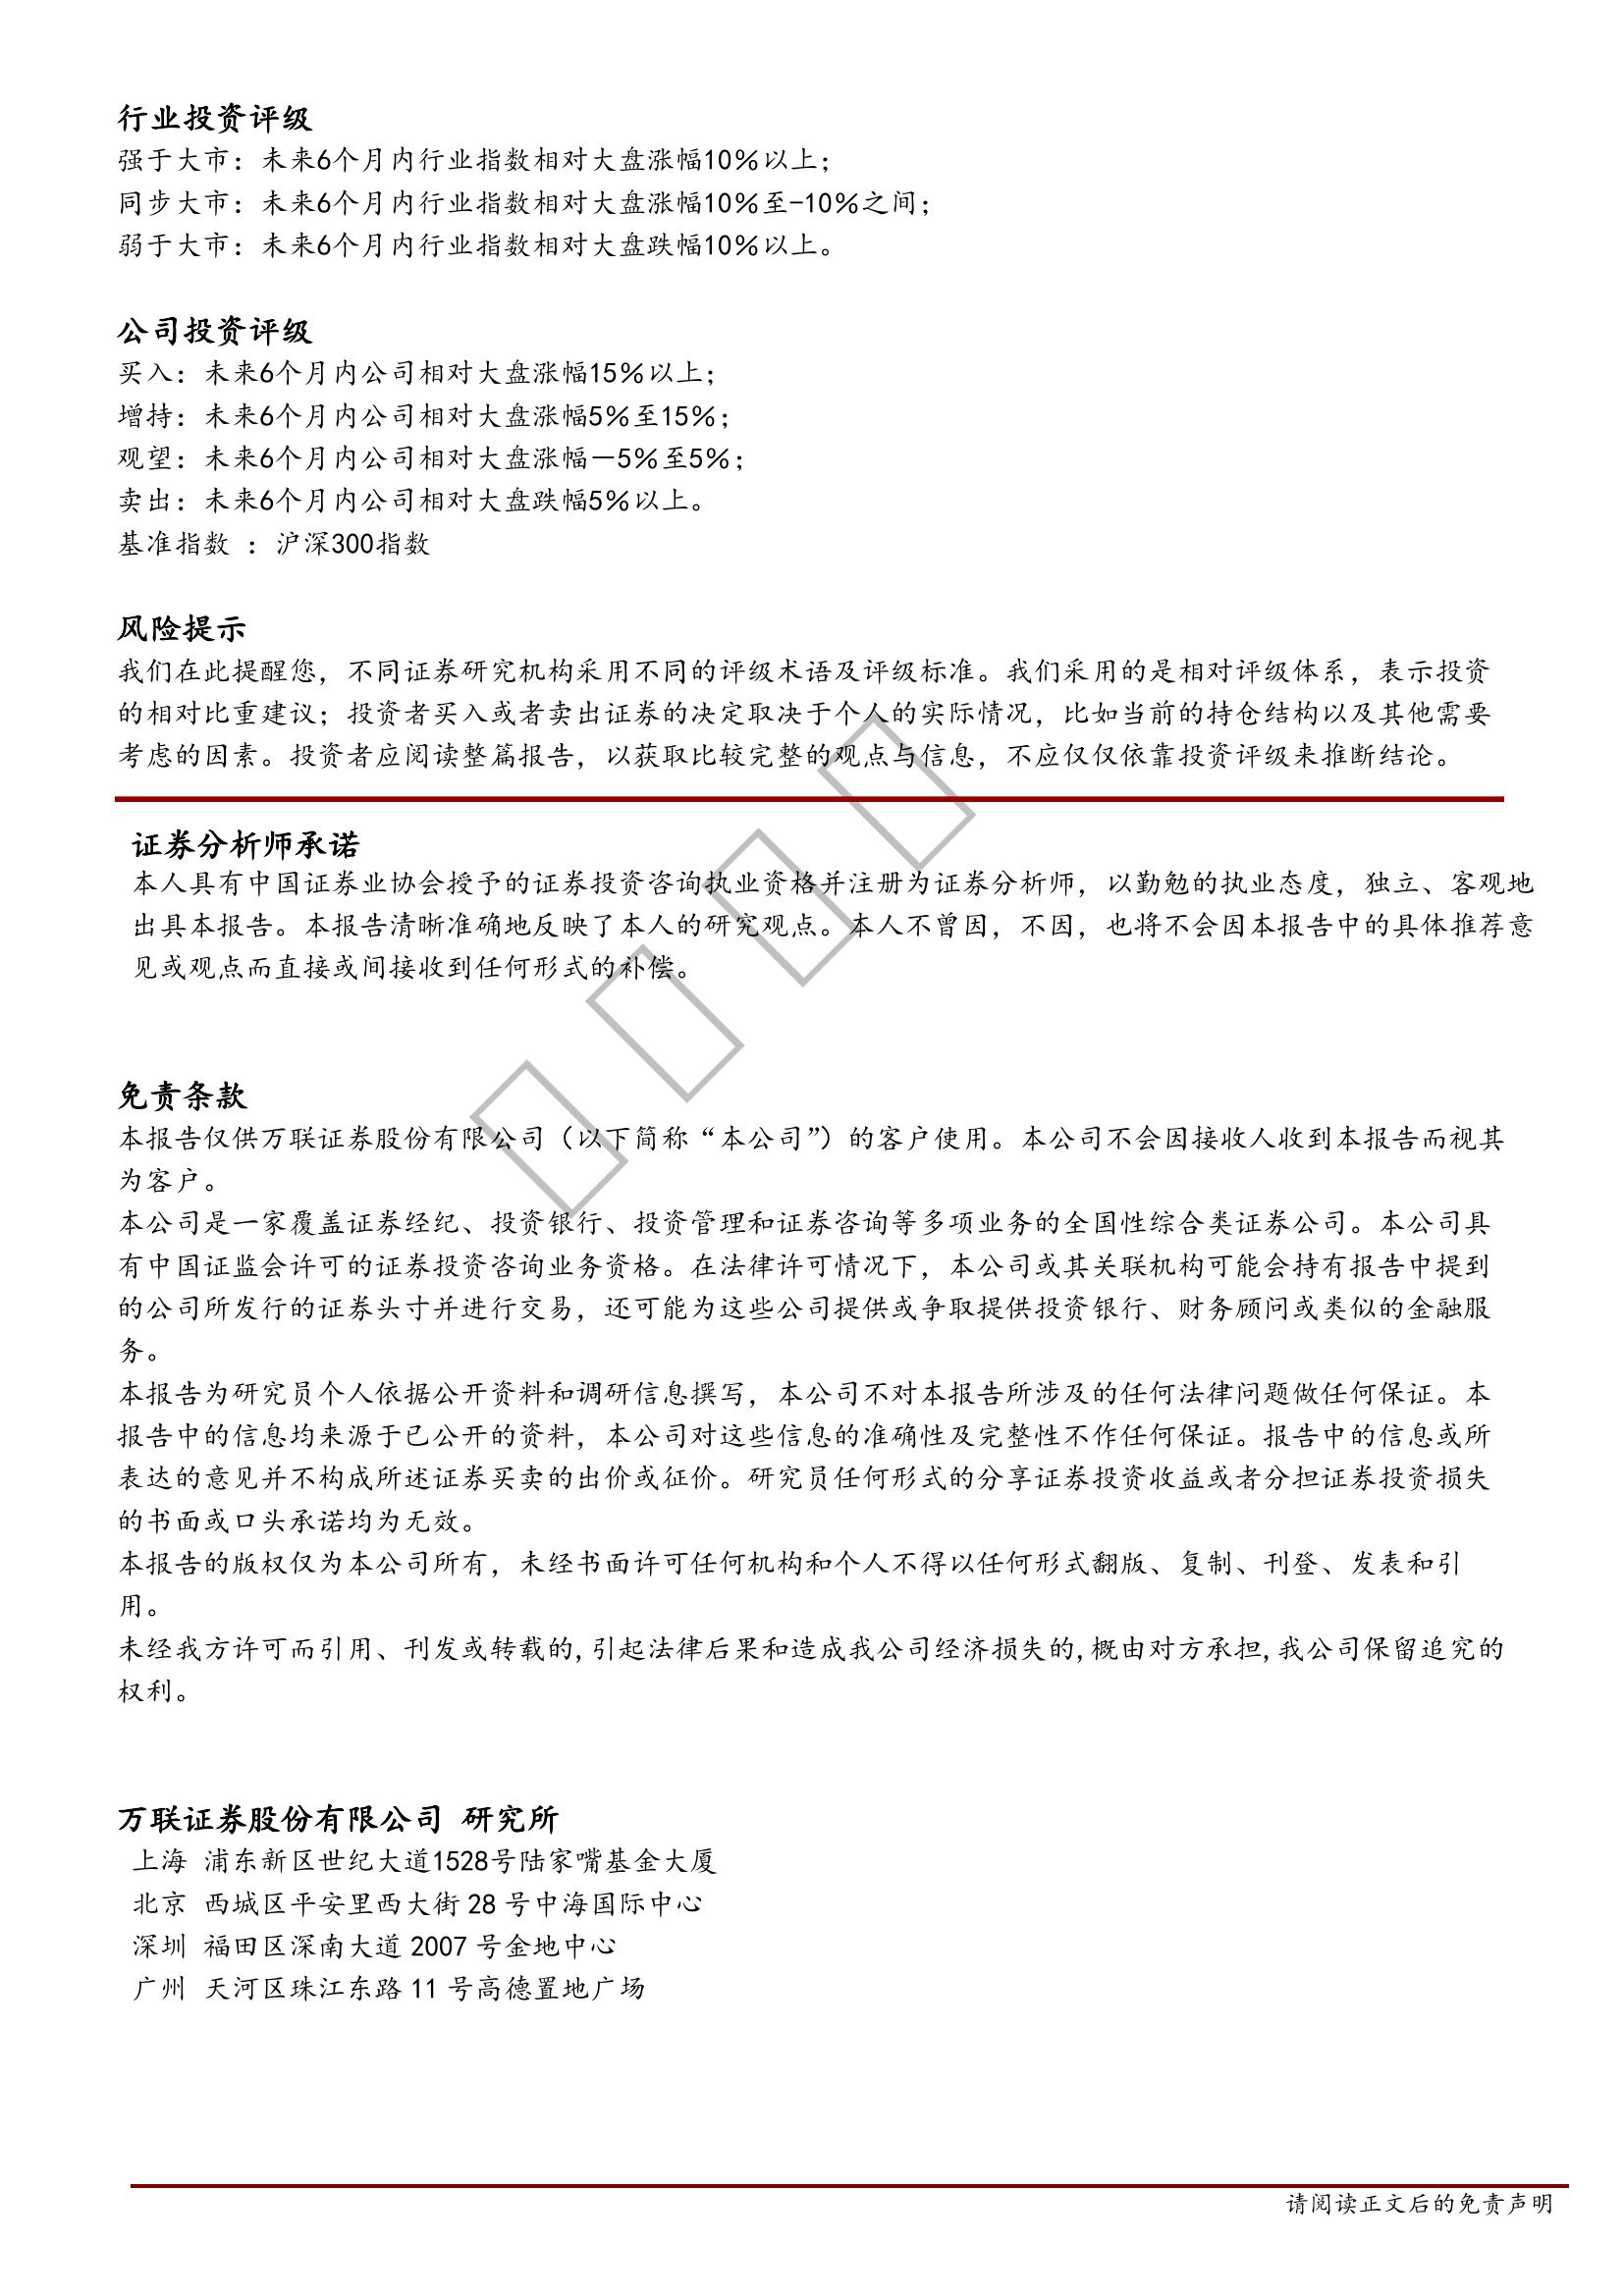 行业投资评级
强于大市：未来6个月内行业指数相对大盘涨幅10％以上；
同步大市：未来6个月内行业指数相对大盘涨幅10％至-10％之间；
弱于大市：未来6个月内行业指数相对大盘跌幅10％以上。
公司投资评级
买入：未来6个月内公司相对大盘涨幅15％以上；
增持：未来6个月内公司相对大盘涨幅5％至15％；
观望：未来6个月内公司相对大盘涨幅－5％至5％；
卖出：未来6个月内公司相对大盘跌幅5％以上。
基准指数 ：沪深300指数
风险提示
我们在此提醒您，不同证券研究机构采用不同的评级术语及评级标准。我们采用的是相对评级体系，表示投资
的相对比重建议；投资者买入或者卖出证券的决定取决于个人的实际情况，比如当前的持仓结构以及其他需要
考虑的因素。投资者应阅读整篇报告，以获取比较完整的观点与信息，不应仅仅依靠投资评级来推断结论。
证券分析师承诺
本人具有中国证券业协会授予的证券投资咨询执业资格并注册为证券分析师，以勤勉的执业态度，独立、客观地
出具本报告。本报告清晰准确地反映了本人的研究观点。本人不曾因，不因，也将不会因本报告中的具体推荐意
见或观点而直接或间接收到任何形式的补偿。
免责条款
本报告仅供万联证券股份有限公司（以下简称“本公司”）的客户使用。本公司不会因接收人收到本报告而视其
为客户。
本公司是一家覆盖证券经纪、投资银行、投资管理和证券咨询等多项业务的全国性综合类证券公司。本公司具
有中国证监会许可的证券投资咨询业务资格。在法律许可情况下，本公司或其关联机构可能会持有报告中提到
的公司所发行的证券头寸并进行交易，还可能为这些公司提供或争取提供投资银行、财务顾问或类似的金融服
务。
本报告为研究员个人依据公开资料和调研信息撰写，本公司不对本报告所涉及的任何法律问题做任何保证。本
报告中的信息均来源于已公开的资料，本公司对这些信息的准确性及完整性不作任何保证。报告中的信息或所
表达的意见并不构成所述证券买卖的出价或征价。研究员任何形式的分享证券投资收益或者分担证券投资损失
的书面或口头承诺均为无效。
本报告的版权仅为本公司所有，未经书面许可任何机构和个人不得以任何形式翻版、复制、刊登、发表和引
用。
未经我方许可而引用、刊发或转载的,引起法律后果和造成我公司经济损失的,概由对方承担,我公司保留追究的
权利。
万联证券股份有限公司 研究所
上海 浦东新区世纪大道1528号陆家嘴基金大厦
北京 西城区平安里西大街 28 号中海国际中心
深圳 福田区深南大道 2007 号金地中心
广州 天河区珠江东路 11 号高德置地广场
请阅读正文后的免责声明